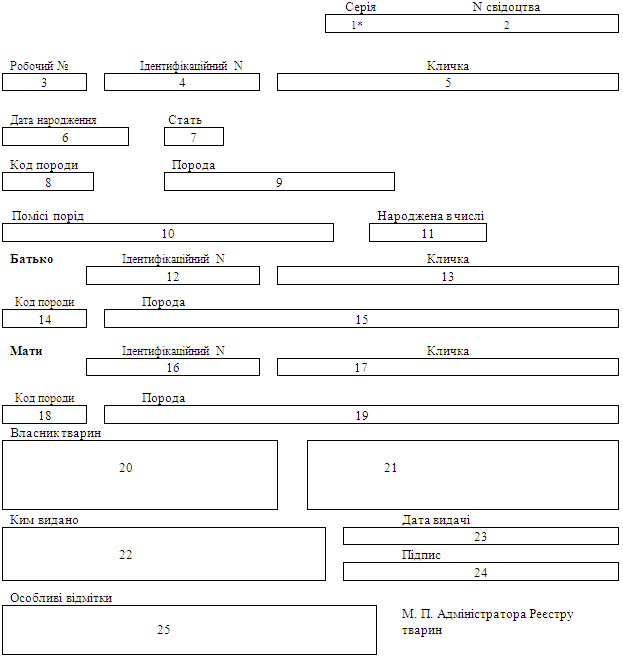 Серія N свідоцтва
1* 2
Робочий № Ідентифікаційний N Кличка
3 4 5
Дата народження Стать
6 7
Код породи Порода
8 9
Помісі порід Народжена в числі
10 11
Батько Ідентифікаційний N Кличка
12 13
Код породи Порода
14 15
Мати Ідентифікаційний N Кличка
16 17
Код породи Порода
18 19
Власник тварин
20 21
Ким видано Дата видачі
23
22
Підпис
24
Особливі відмітки
М. П. Адміністратора Реєстру
тварин
25